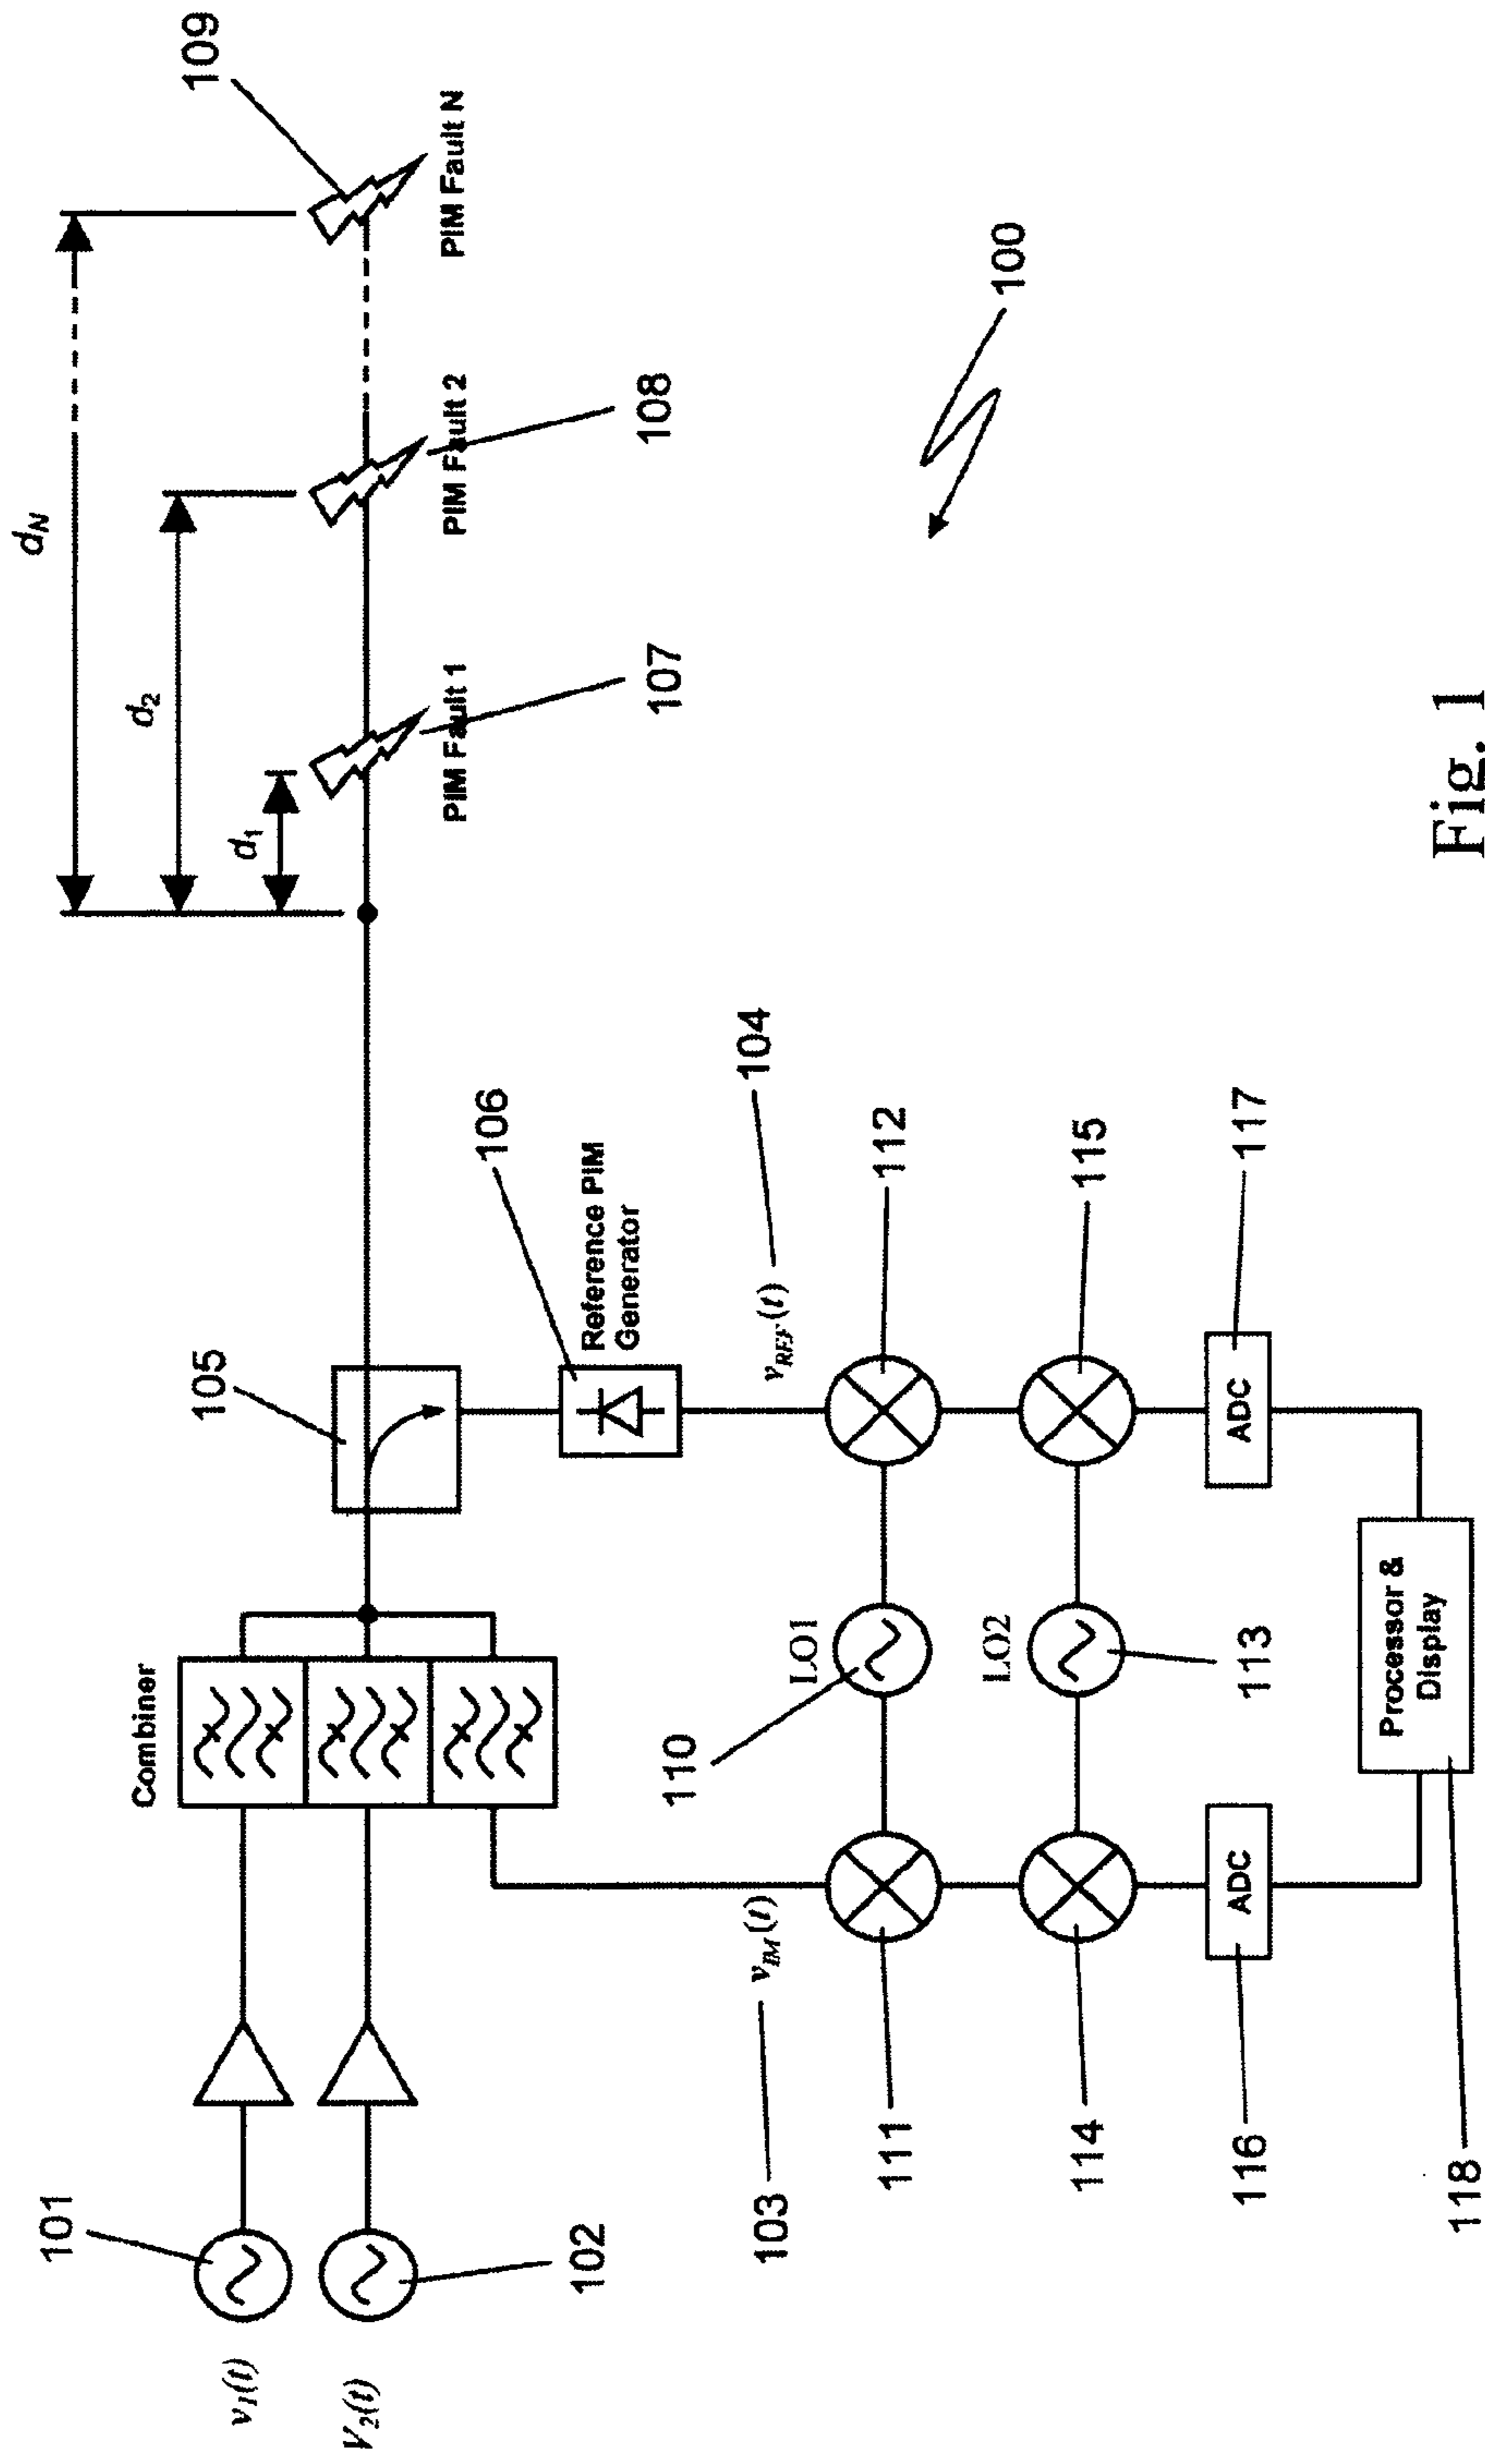 109
d_N
d_2
d_1
PIM Fault 1
PIM Fault 2
PIM Fault N
107
108
100
105
106
Reference PIM
Generator
v_REF(t)
104
112
115
117
ADC
Combiner
LO1
110
LO2
113
Processor &
Display
118
101
v_1(t)
102
V_2(t)
103
v_IM(t)
111
114
116
ADC
Fig. 1